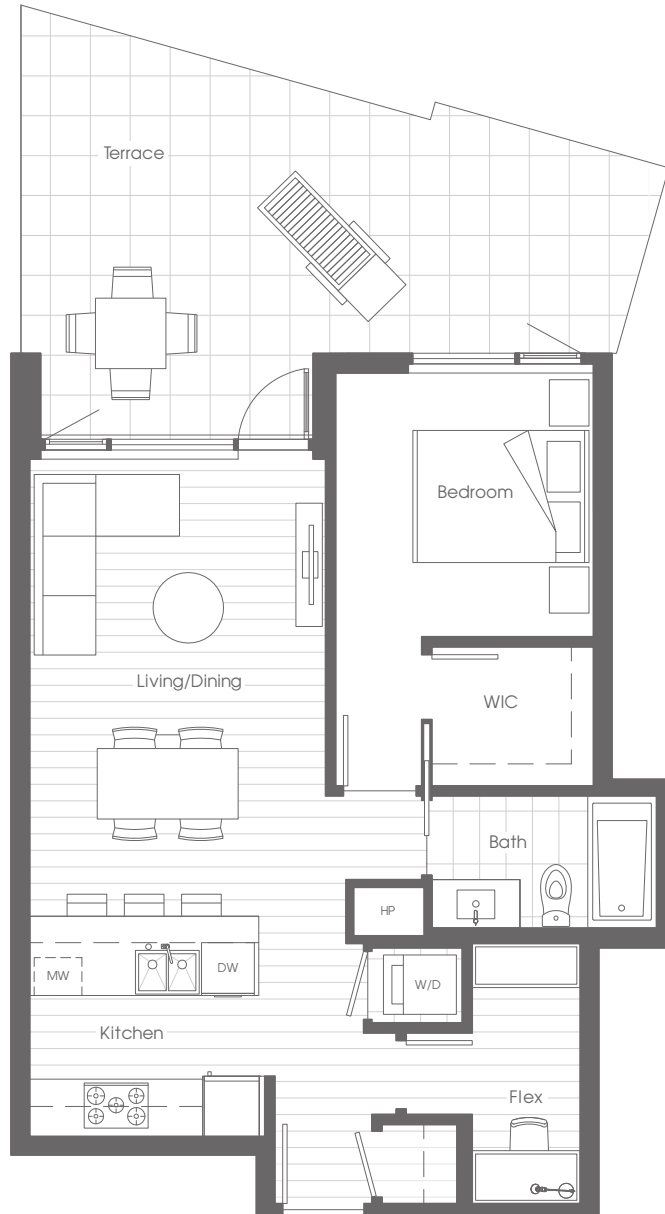 Terrace
Bedroom
Living/Dining
WIC
Bath
HP
MW
DW
W/D
Kitchen
Flex